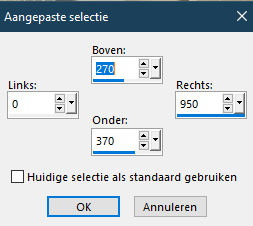 Aangepaste selectie
Boven:
270
Links:
0
Rechts:
950
Onder:
370
Huidige selectie als standaard gebruiken
OK
Annuleren